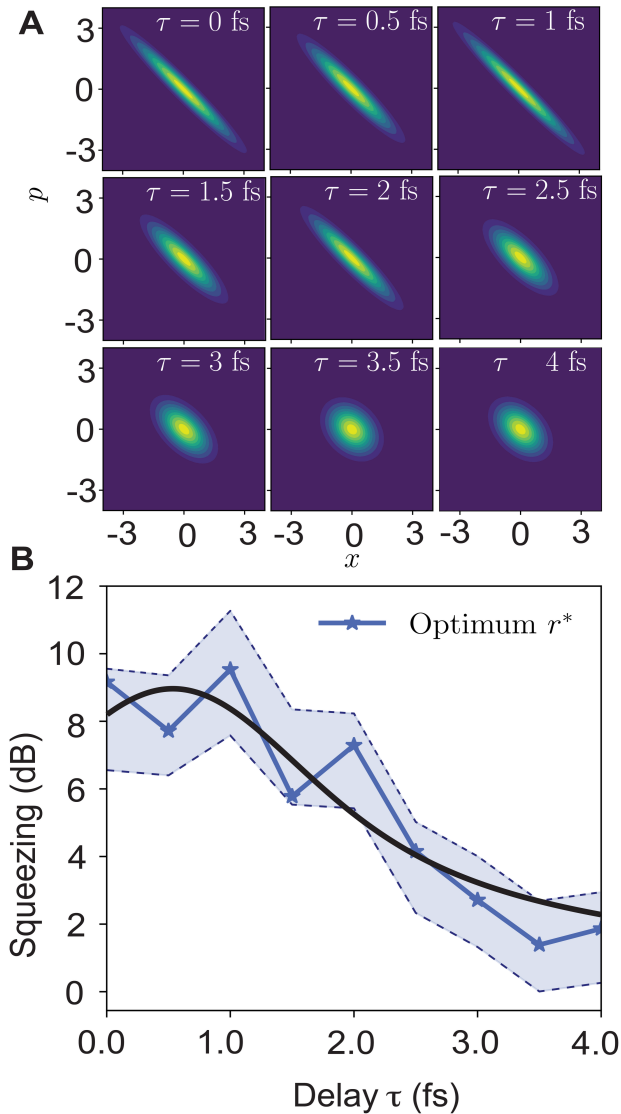 A
3
0
-3
τ = 0 fs
τ = 0.5 fs
τ = 1 fs
p
3
0
-3
τ = 1.5 fs
τ = 2 fs
τ = 2.5 fs
3
0
-3
τ = 3 fs
τ = 3.5 fs
τ 4 fs
-3 0 3 -3 0 3 -3 0 3
x
B
12
10
8
6
4
2
0
Squeezing (dB)
Optimum r*
0.0 1.0 2.0 3.0 4.0
Delay τ (fs)